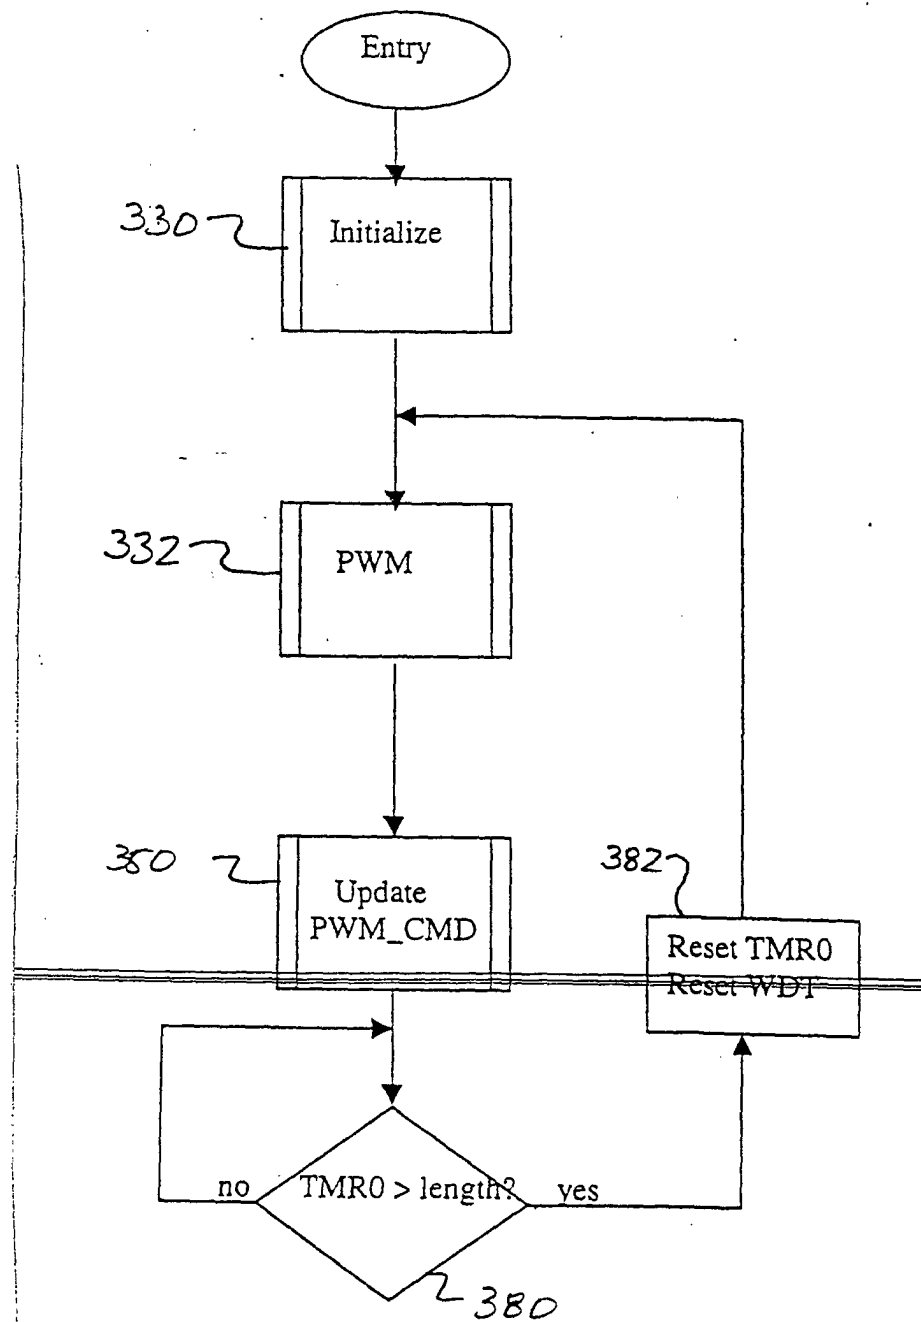 Entry
330
Initialize
332
PWM
350
Update
PWM_CMD
382
Reset TMR0
Reset WDT
no
TMR0 > length?
yes
380